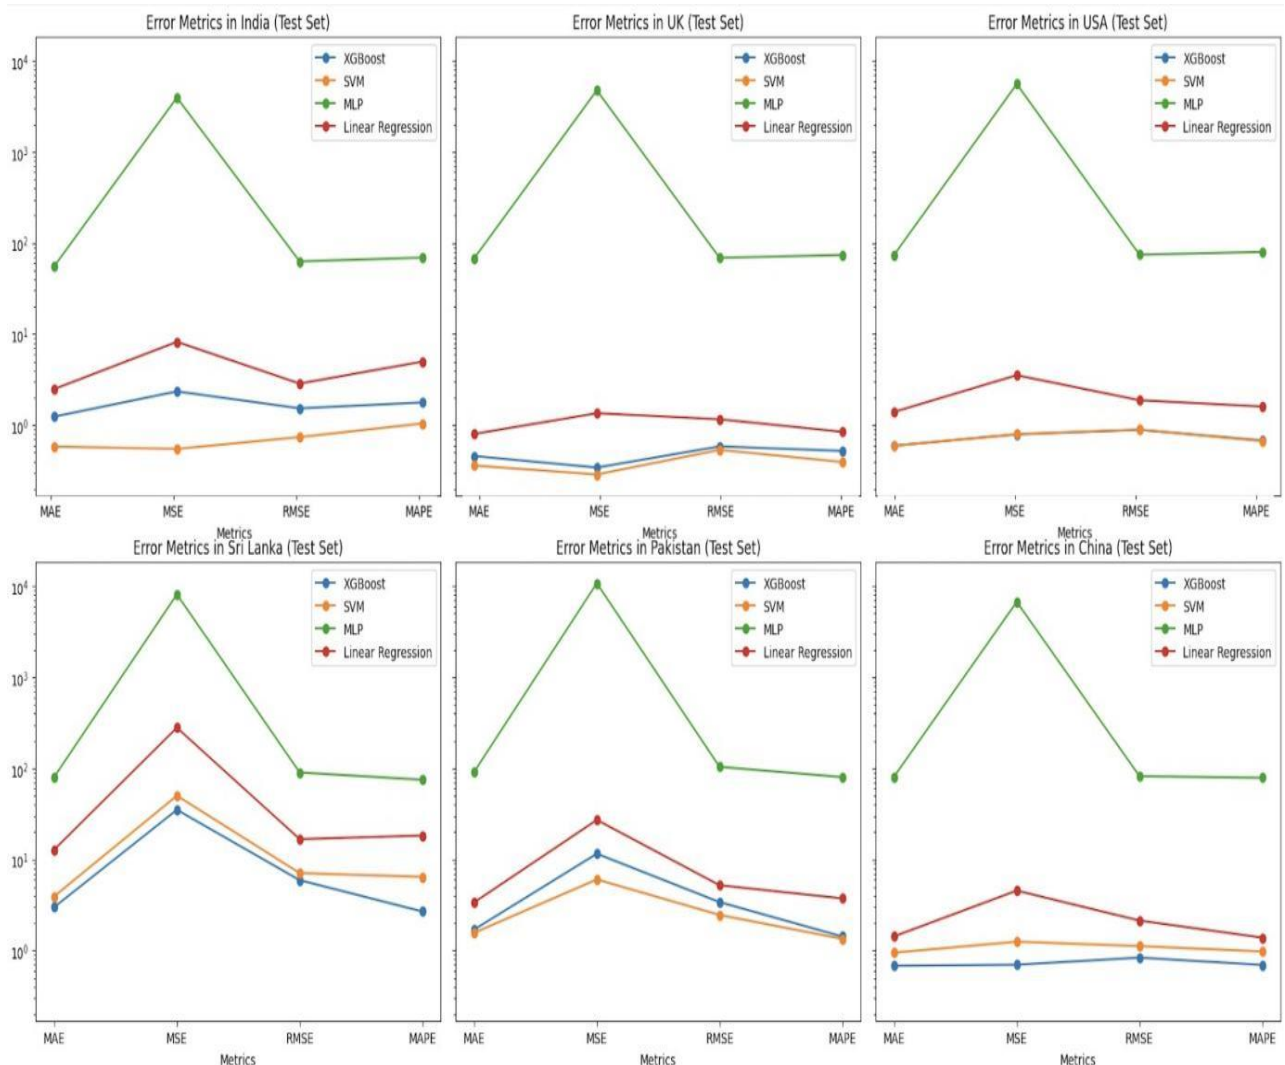 Error Metrics in India (Test Set)
Error Metrics in UK (Test Set)
Error Metrics in USA (Test Set)
XGBoost
SVM
MLP
Linear Regression
XGBoost
SVM
MLP
Linear Regression
XGBoost
SVM
MLP
Linear Regression
10⁴
10³
10²
10¹
10⁰
MAE MSE RMSE MAPE
MAE MSE RMSE MAPE
MAE MSE RMSE MAPE
Metrics
Metrics
Metrics
Error Metrics in Sri Lanka (Test Set)
Error Metrics in Pakistan (Test Set)
Error Metrics in China (Test Set)
XGBoost
SVM
MLP
Linear Regression
XGBoost
SVM
MLP
Linear Regression
XGBoost
SVM
MLP
Linear Regression
10⁴
10³
10²
10¹
10⁰
MAE MSE RMSE MAPE
MAE MSE RMSE MAPE
MAE MSE RMSE MAPE
Metrics
Metrics
Metrics